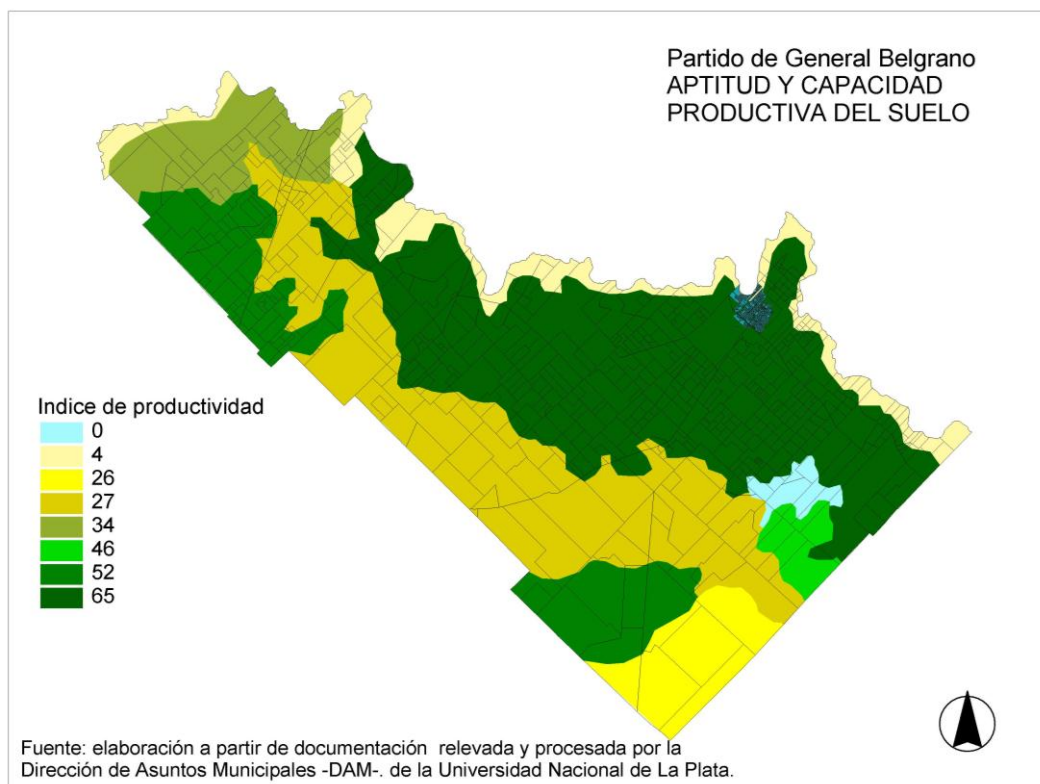 Partido de General Belgrano
APTITUD Y CAPACIDAD
PRODUCTIVA DEL SUELO
Indice de productividad
0
4
26
27
34
46
52
65
Fuente: elaboración a partir de documentación relevada y procesada por la
Dirección de Asuntos Municipales -DAM-. de la Universidad Nacional de La Plata.